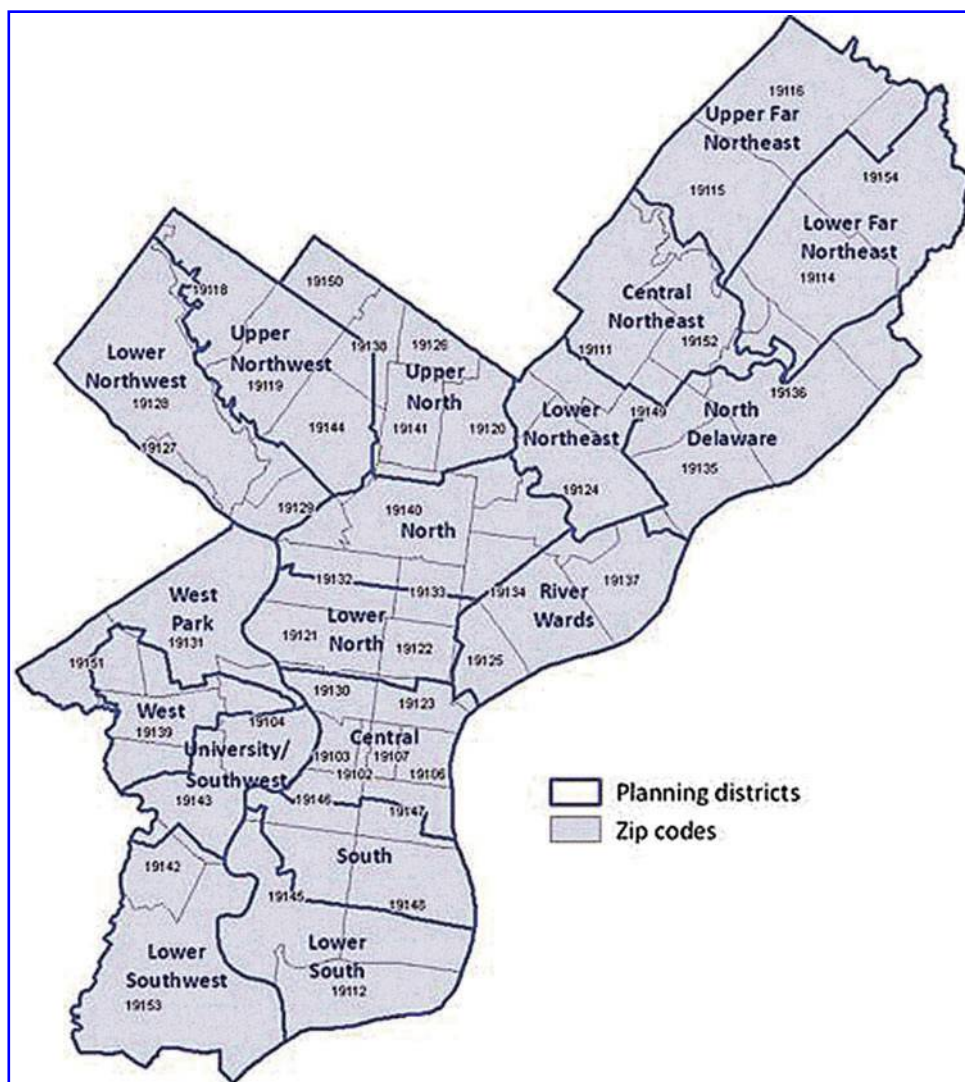 19116
Upper Far
Northeast
19154
19115
Lower Far
Northeast
19114
19150
19118
Central
Northeast
19138
19126
19111
19152
Upper
Northwest
Lower
Northwest
19119
19128
Upper
North
19136
19149
North
Delaware
Lower
Northeast
19144
19141
19120
19127
19135
19124
19129
19140
North
19137
19132
19133
19134
River
Wards
West
Park
19131
Lower
North
19121
19122
19125
19151
19130
19123
West
19139
19104
University/
Southwest
Central
19103
19107
19102
19106
19143
19146
19147
Planning districts
Zip codes
South
19142
19145
19148
Lower
Southwest
19153
Lower
South
19112